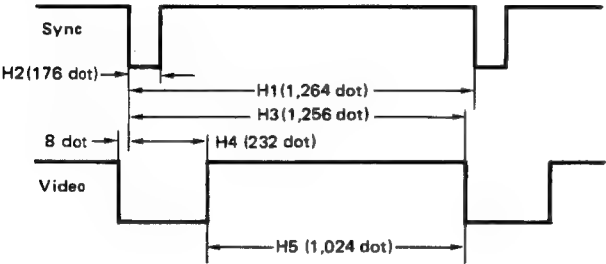 Sync
H2(176 dot)
H1(1,264 dot)
H3(1,256 dot)
8 dot
H4 (232 dot)
Video
H5 (1,024 dot)